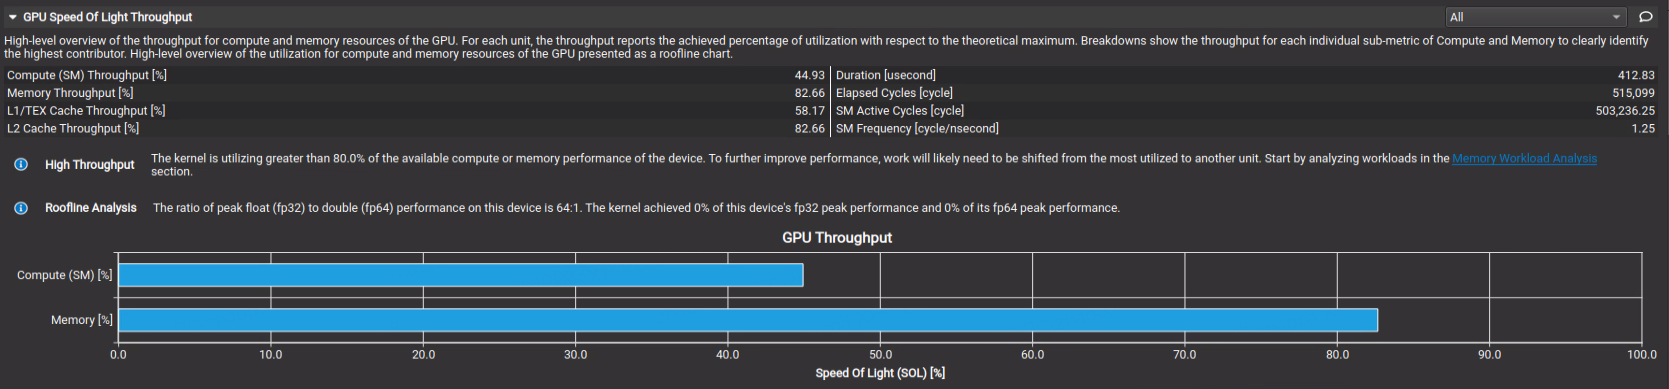 GPU Speed Of Light Throughput
All
High-level overview of the throughput for compute and memory resources of the GPU. For each unit, the throughput reports the achieved percentage of utilization with respect to the theoretical maximum. Breakdowns show the throughput for each individual sub-metric of Compute and Memory to clearly identify
the highest contributor. High-level overview of the utilization for compute and memory resources of the GPU presented as a roofline chart.
Compute (SM) Throughput [%] 44.93 Duration [usecond] 412.83
Memory Throughput [%] 82.66 Elapsed Cycles [cycle] 515,099
L1/TEX Cache Throughput [%] 58.17 SM Active Cycles [cycle] 503,236.25
L2 Cache Throughput [%] 82.66 SM Frequency [cycle/nsecond] 1.25
High Throughput The kernel is utilizing greater than 80.0% of the available compute or memory performance of the device. To further improve performance, work will likely need to be shifted from the most utilized to another unit. Start by analyzing workloads in the Memory Workload Analysis
section.
Roofline Analysis The ratio of peak float (fp32) to double (fp64) performance on this device is 64:1. The kernel achieved 0% of this device's fp32 peak performance and 0% of its fp64 peak performance.
GPU Throughput
Compute (SM) [%]
Memory [%]
0.0 10.0 20.0 30.0 40.0 50.0 60.0 70.0 80.0 90.0 100.0
Speed Of Light (SOL) [%]